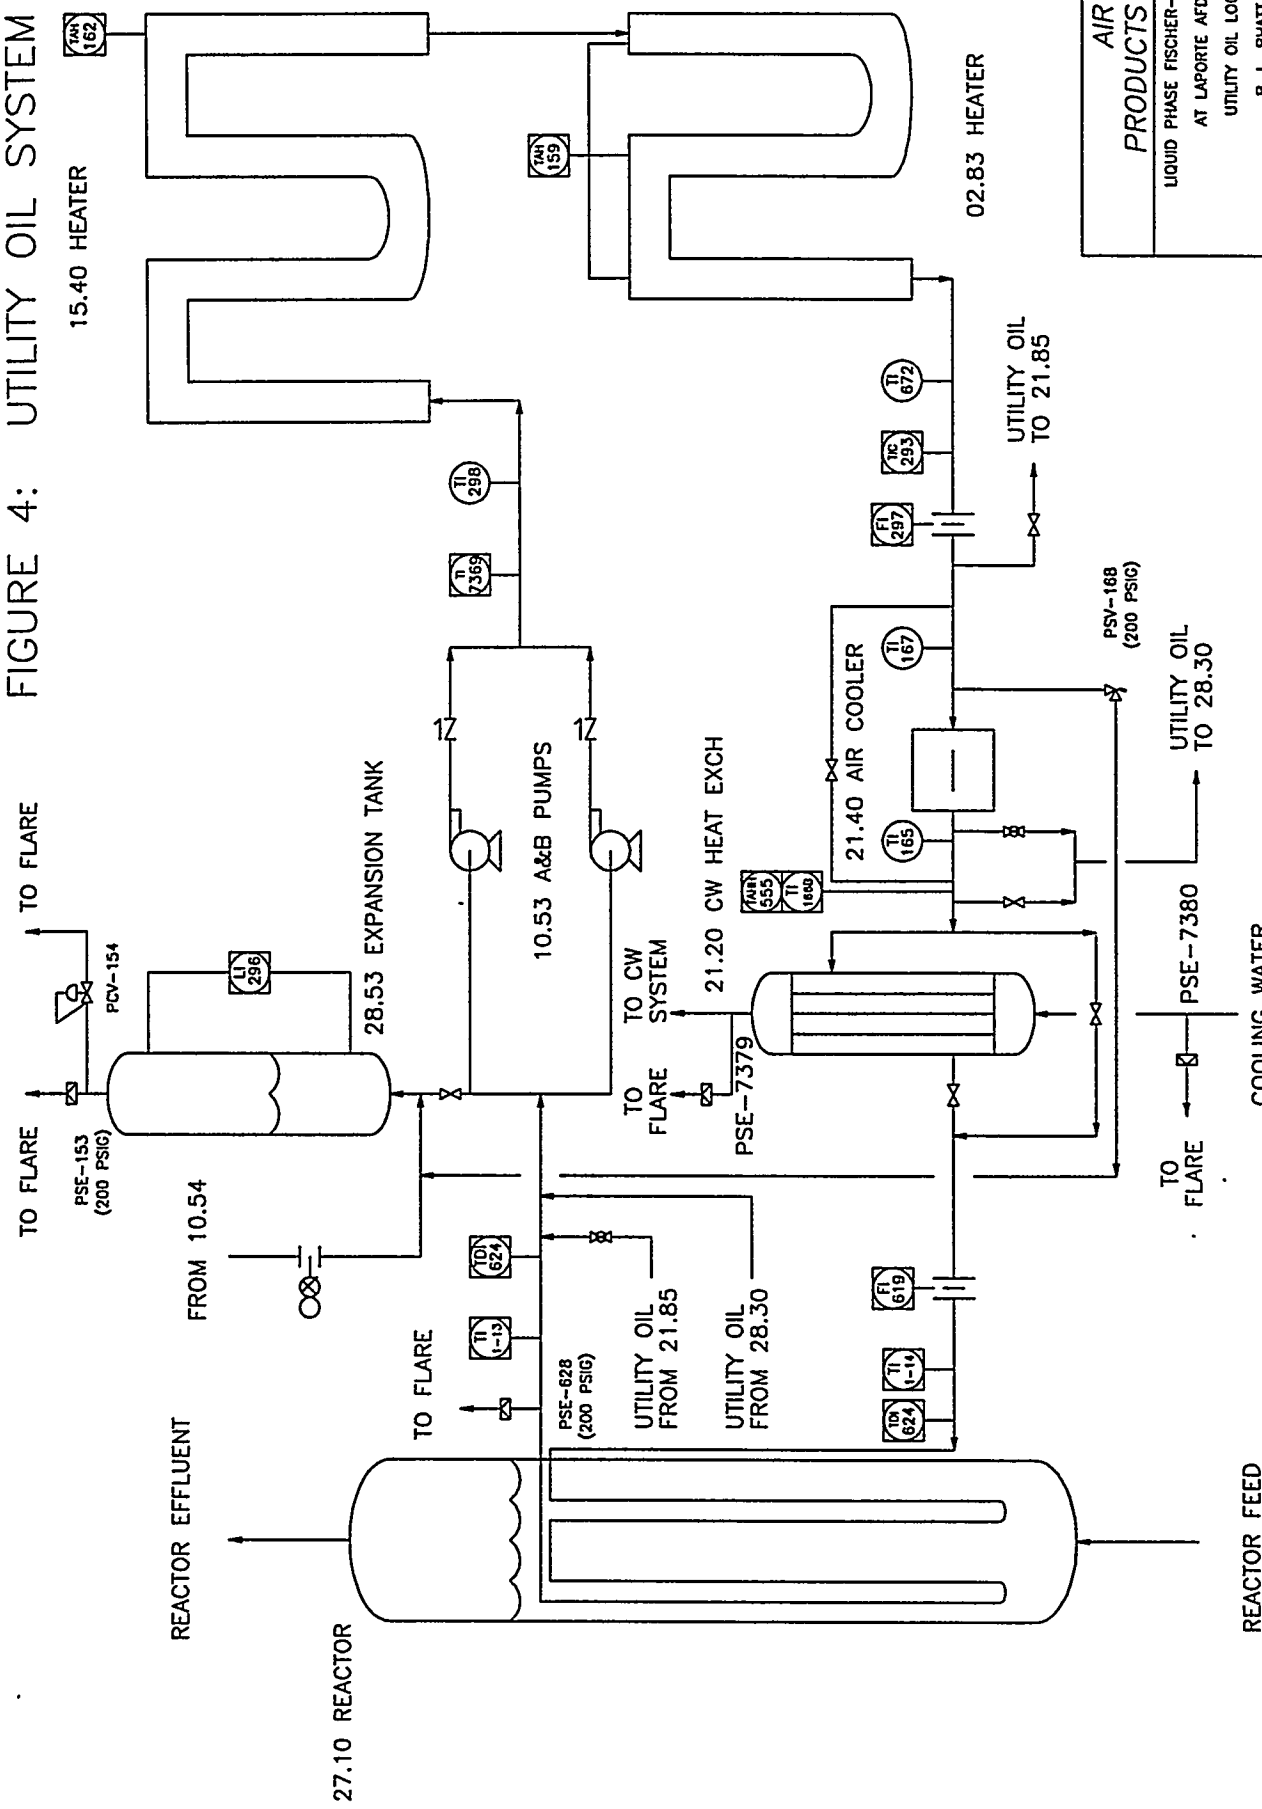 FIGURE 4: UTILITY OIL SYSTEM
TO FLARE
TO FLARE
PSE-153
(200 PSIG)
PCV-154
LI
296
28.53 EXPANSION TANK
FROM 10.54
REACTOR EFFLUENT
27.10 REACTOR
TO FLARE
TI
1-13
TDI
624
PSE-628
(200 PSIG)
UTILITY OIL
FROM 21.85
UTILITY OIL
FROM 28.30
10.53 A&B PUMPS
TI
7369
TI
298
15.40 HEATER
TAH
162
TAH
159
02.83 HEATER
TO CW
SYSTEM
TO
FLARE
PSE-7379
21.20 CW HEAT EXCH
TAHH
555
TI
21.40 AIR COOLER
TI
165
TI
167
FI
297
TIC
293
TI
672
UTILITY OIL
TO 21.85
PSV-168
(200 PSIG)
UTILITY OIL
TO 28.30
TDI
624
TI
1-14
FI
619
TO
FLARE
PSE-7380
COOLING WATER
REACTOR FEED
AIR
PRODUCTS
LIQUID PHASE FISCHER-
AT LAPORTE AFD
UTILITY OIL LOO